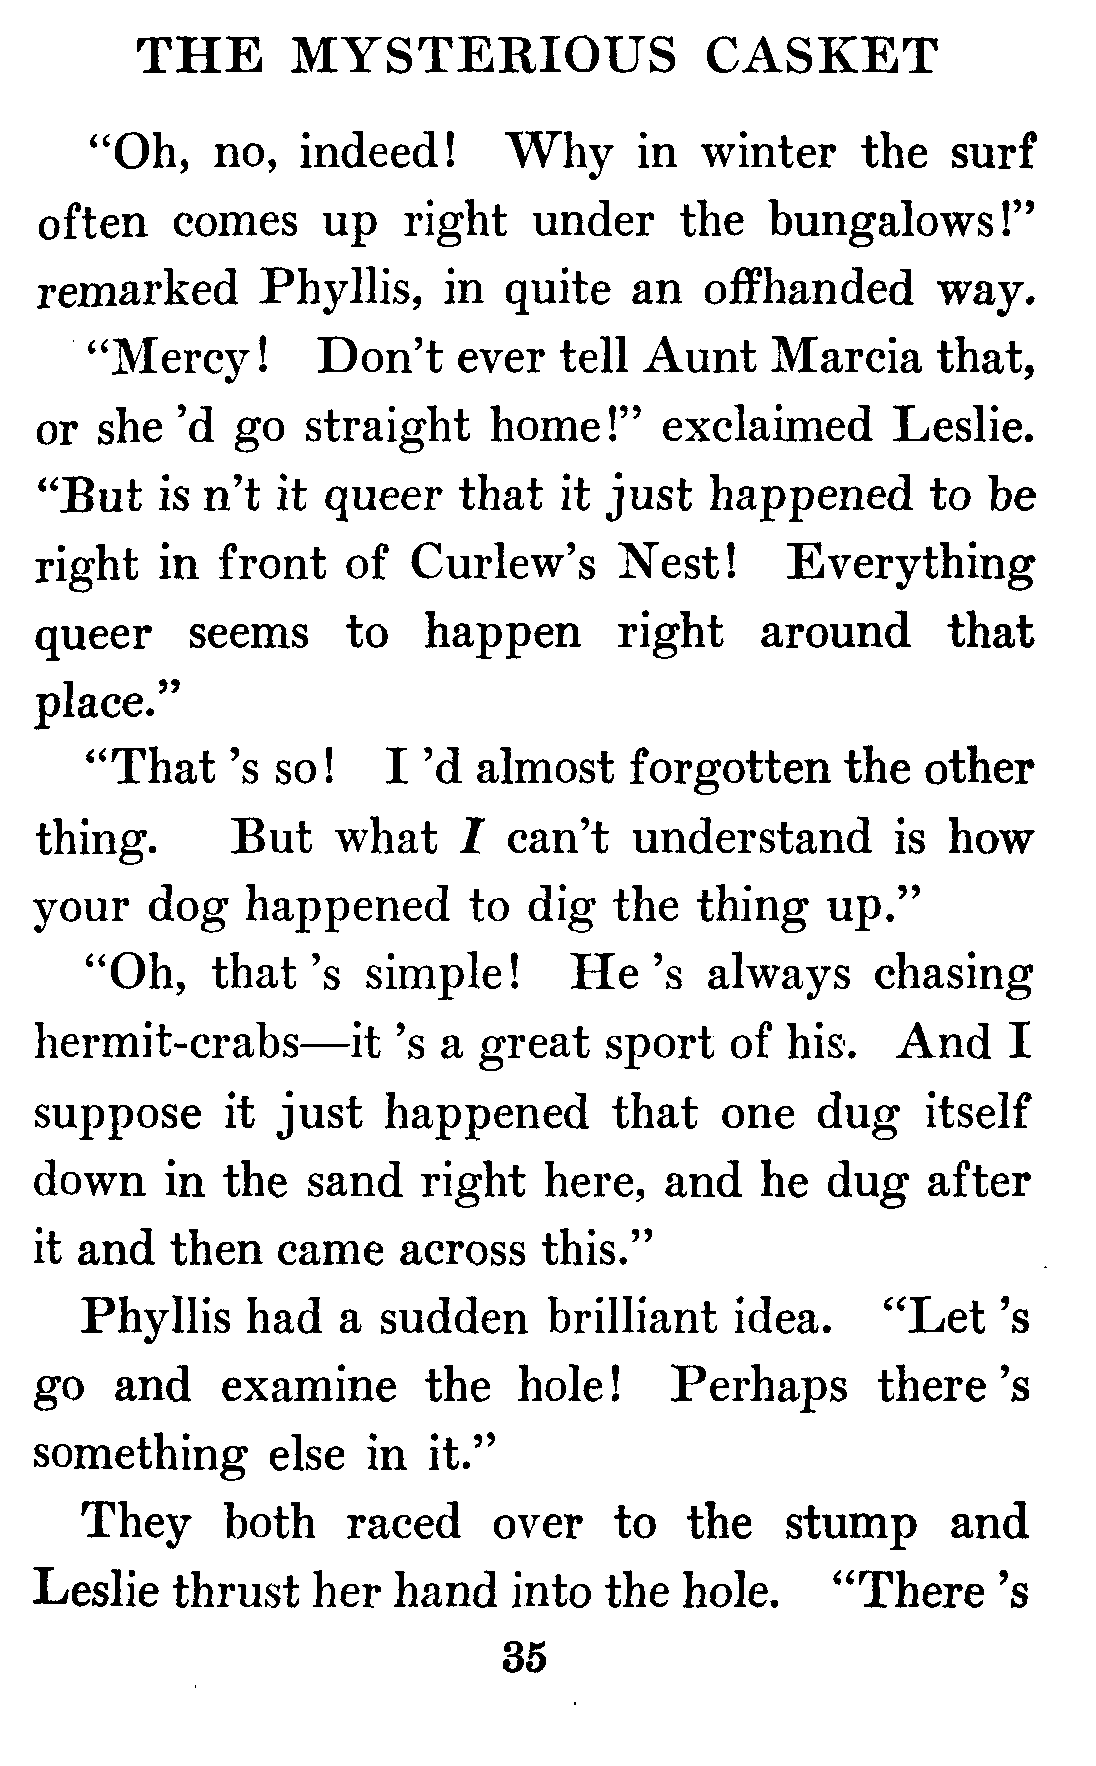 THE MYSTERIOUS CASKET
“Oh, no, indeed! Why in winter the surf
often comes up right under the bungalows!”
remarked Phyllis, in quite an offhanded way.
“Mercy! Don’t ever tell Aunt Marcia that,
or she ’d go straight home!” exclaimed Leslie.
“But is n’t it queer that it just happened to be
right in front of Curlew’s Nest! Everything
queer seems to happen right around that
place.”
“That ’s so! I ’d almost forgotten the other
thing. But what I can’t understand is how
your dog happened to dig the thing up.”
“Oh, that ’s simple! He ’s always chasing
hermit-crabs—it ’s a great sport of his. And I
suppose it just happened that one dug itself
down in the sand right here, and he dug after
it and then came across this.”
Phyllis had a sudden brilliant idea. “Let ’s
go and examine the hole! Perhaps there ’s
something else in it.”
They both raced over to the stump and
Leslie thrust her hand into the hole. “There ’s
35